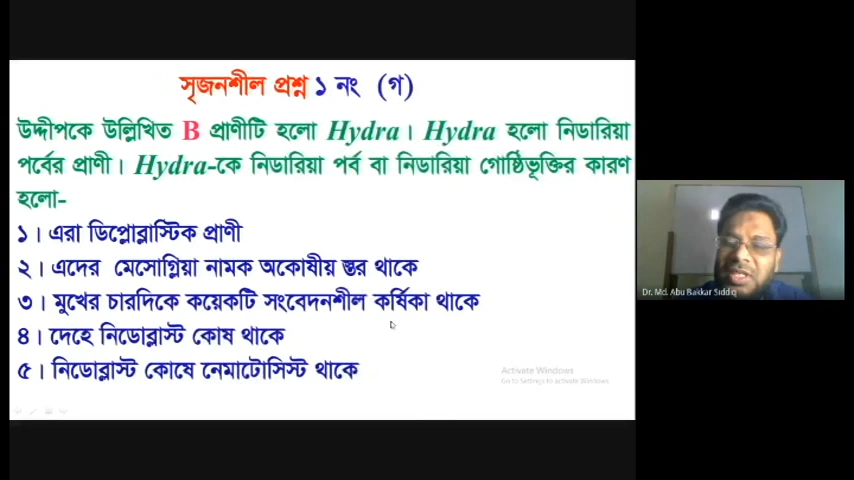 সৃজনশীল প্রশ্ন ১ নং (গ)
উদ্দীপকে উল্লিখিত B প্রাণীটি হলো Hydra। Hydra হলো নিডারিয়া
পর্বের প্রাণী। Hydra-কে নিডারিয়া পর্ব বা নিডারিয়া গোষ্ঠিভূক্তির কারণ
হলো-
১। এরা ডিপ্লোব্লাস্টিক প্রাণী
২। এদের মেসোগ্লিয়া নামক অকোষীয় স্তর থাকে
৩। মুখের চারদিকে কয়েকটি সংবেদনশীল কর্ষিকা থাকে
৪। দেহে নিডোব্লাস্ট কোষ থাকে
৫। নিডোব্লাস্ট কোষে নেমাটোসিস্ট থাকে
Activate Windows
Go to Settings to activate Windows.
Dr. Md. Abu Bakkar Siddiq